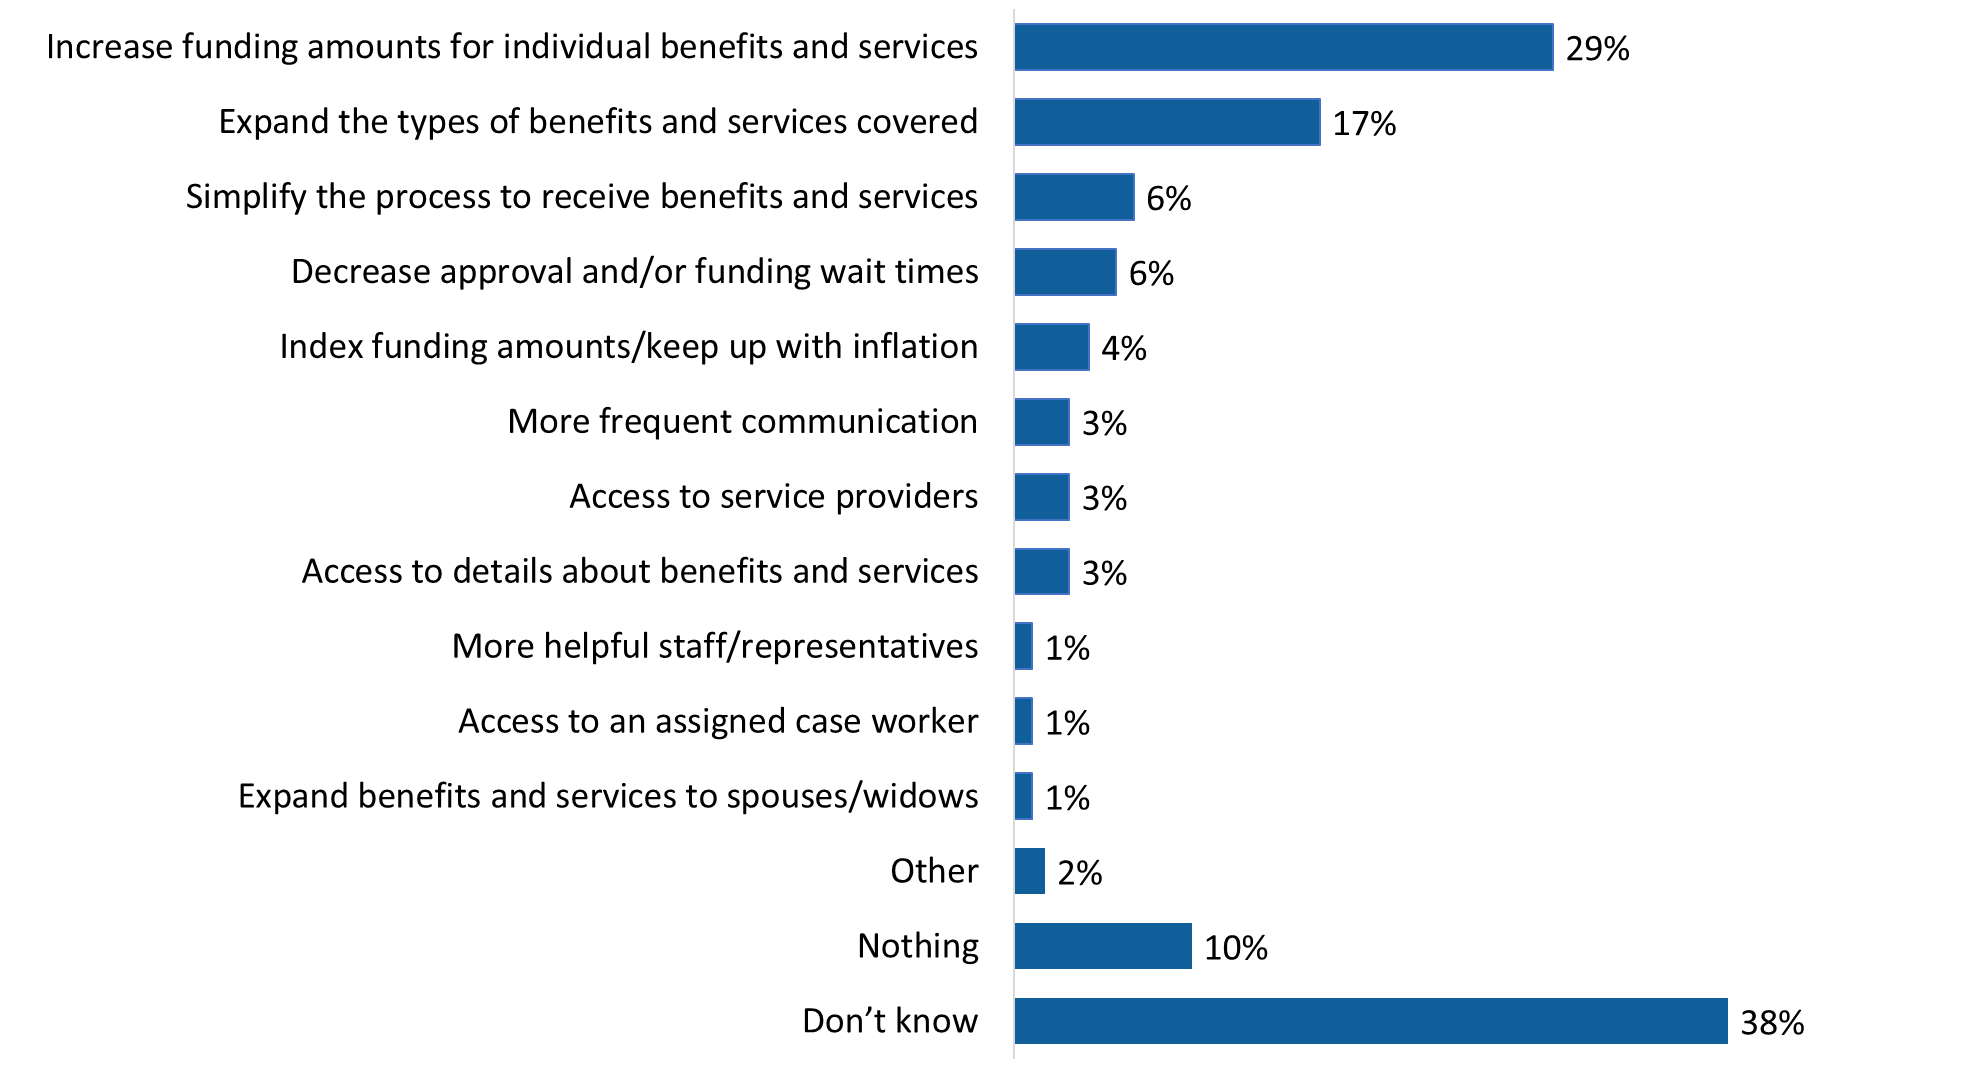 Increase funding amounts for individual benefits and services 29%
Expand the types of benefits and services covered 17%
Simplify the process to receive benefits and services 6%
Decrease approval and/or funding wait times 6%
Index funding amounts/keep up with inflation 4%
More frequent communication 3%
Access to service providers 3%
Access to details about benefits and services 3%
More helpful staff/representatives 1%
Access to an assigned case worker 1%
Expand benefits and services to spouses/widows 1%
Other 2%
Nothing 10%
Don’t know 38%